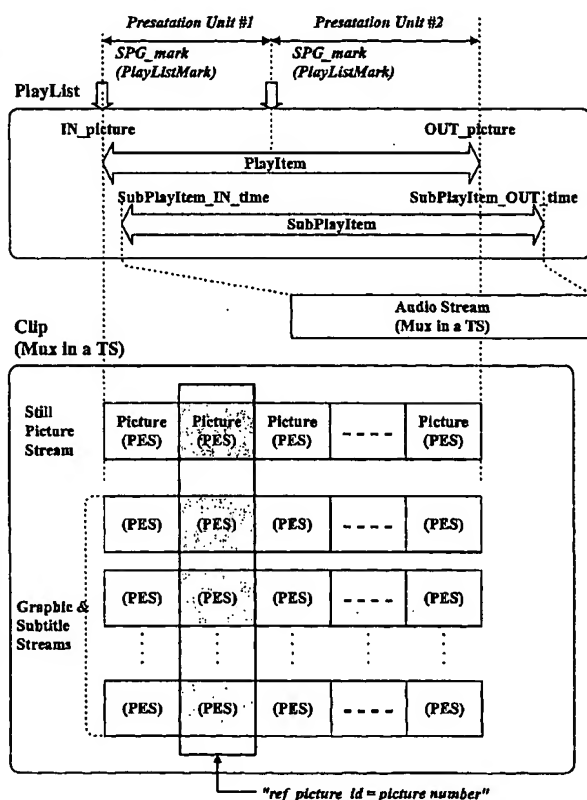 Presatation Unit #1 Presatation Unit #2
SPG_mark SPG_mark
(PlayListMark) (PlayListMark)
PlayList
IN_picture OUT_picture
PlayItem
SubPlayItem_IN_time SubPlayItem_OUT_time
SubPlayItem
Audio Stream
(Mux in a TS)
Clip
(Mux in a TS)
Still
Picture
Stream
Picture Picture Picture Picture
(PES) (PES) (PES) (PES)
(PES) (PES) (PES) (PES)
(PES) (PES) (PES) (PES)
Graphic &
Subtitle
Streams
(PES) (PES) (PES) (PES)
"ref_picture_id = picture number"